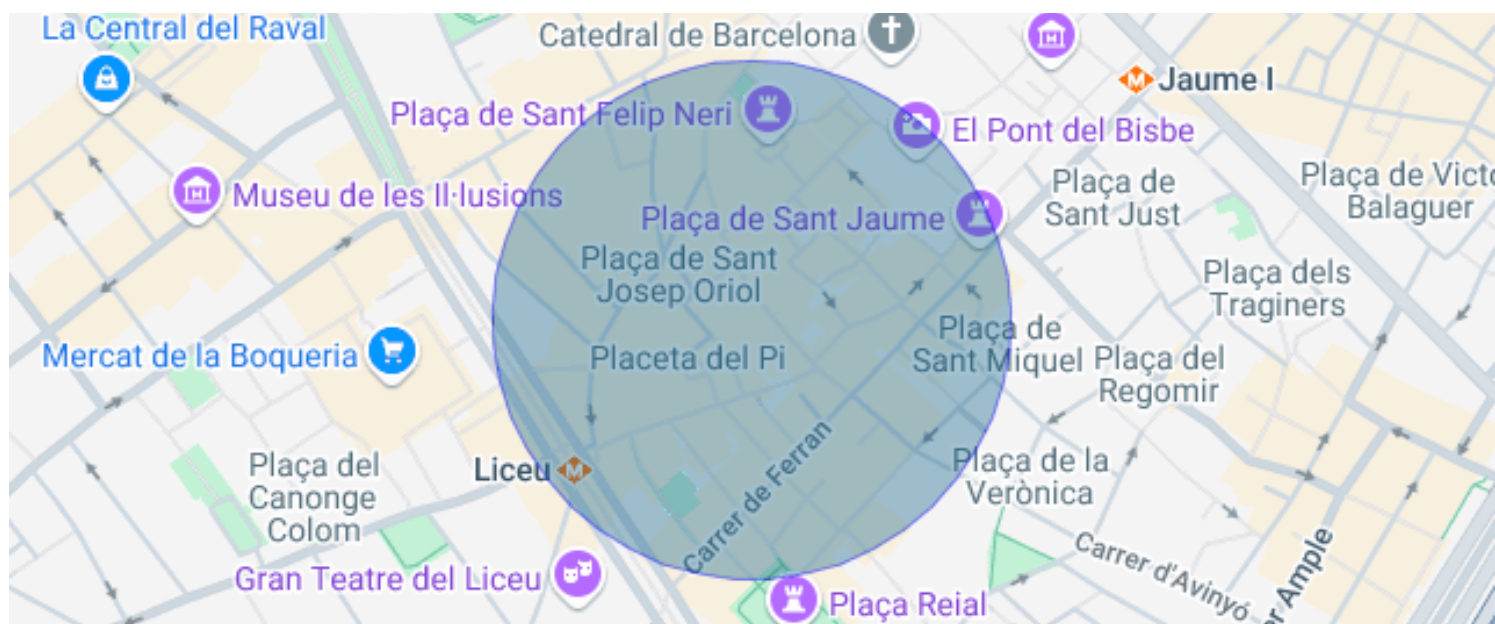 La Central del Raval
Catedral de Barcelona
Jaume I
Plaça de Sant Felip Neri
El Pont del Bisbe
Museu de les Il·lusions
Plaça de
Sant Just
Plaça de Victo
Balaguer
Plaça de Sant Jaume
Plaça de Sant
Josep Oriol
Plaça dels
Traginers
Mercat de la Boqueria
Placeta del Pi
Plaça de
Sant Miquel
Plaça del
Regomir
Plaça del
Canonge
Colom
Liceu
Carrer de Ferran
Plaça de la
Verònica
Gran Teatre del Liceu
Plaça Reial
Carrer d'Avinyó
er Ample